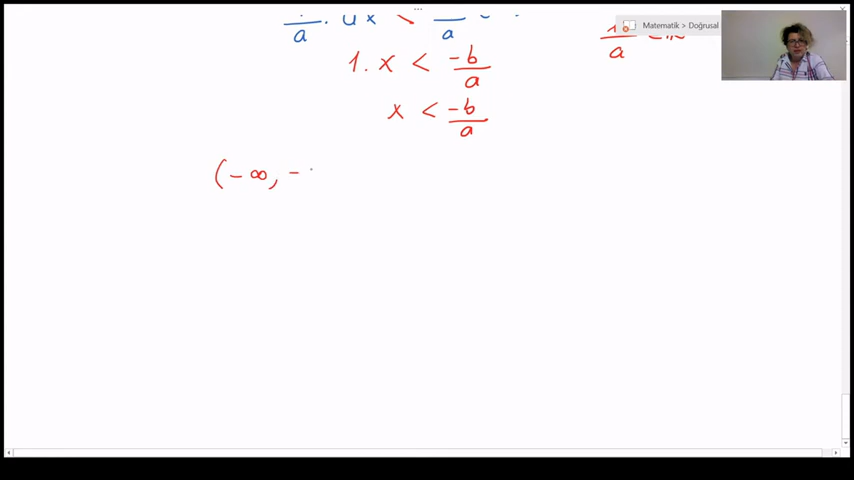 Matematik > Doğrusal
1. x < -b/a
x < -b/a
(-∞, -